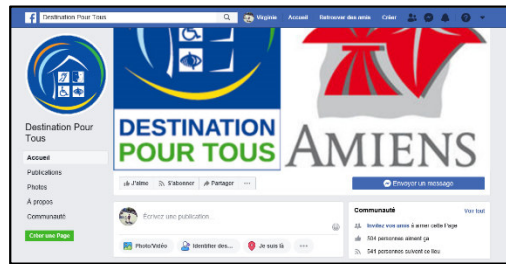 Destination Pour Tous
Virginie Accueil Retrouver des amis Créer
DESTINATION
POUR TOUS
AMIENS
Destination Pour
Tous
Accueil
Publications
Photos
À propos
Communauté
Créer une Page
J'aime S'abonner Partager ...
Envoyer un message
Écrivez une publication...
Photo/Vidéo Identifier des... Je suis là ...
Communauté Voir tout
Invitez vos amis à aimer cette Page
504 personnes aiment ça
541 personnes suivent ce lieu